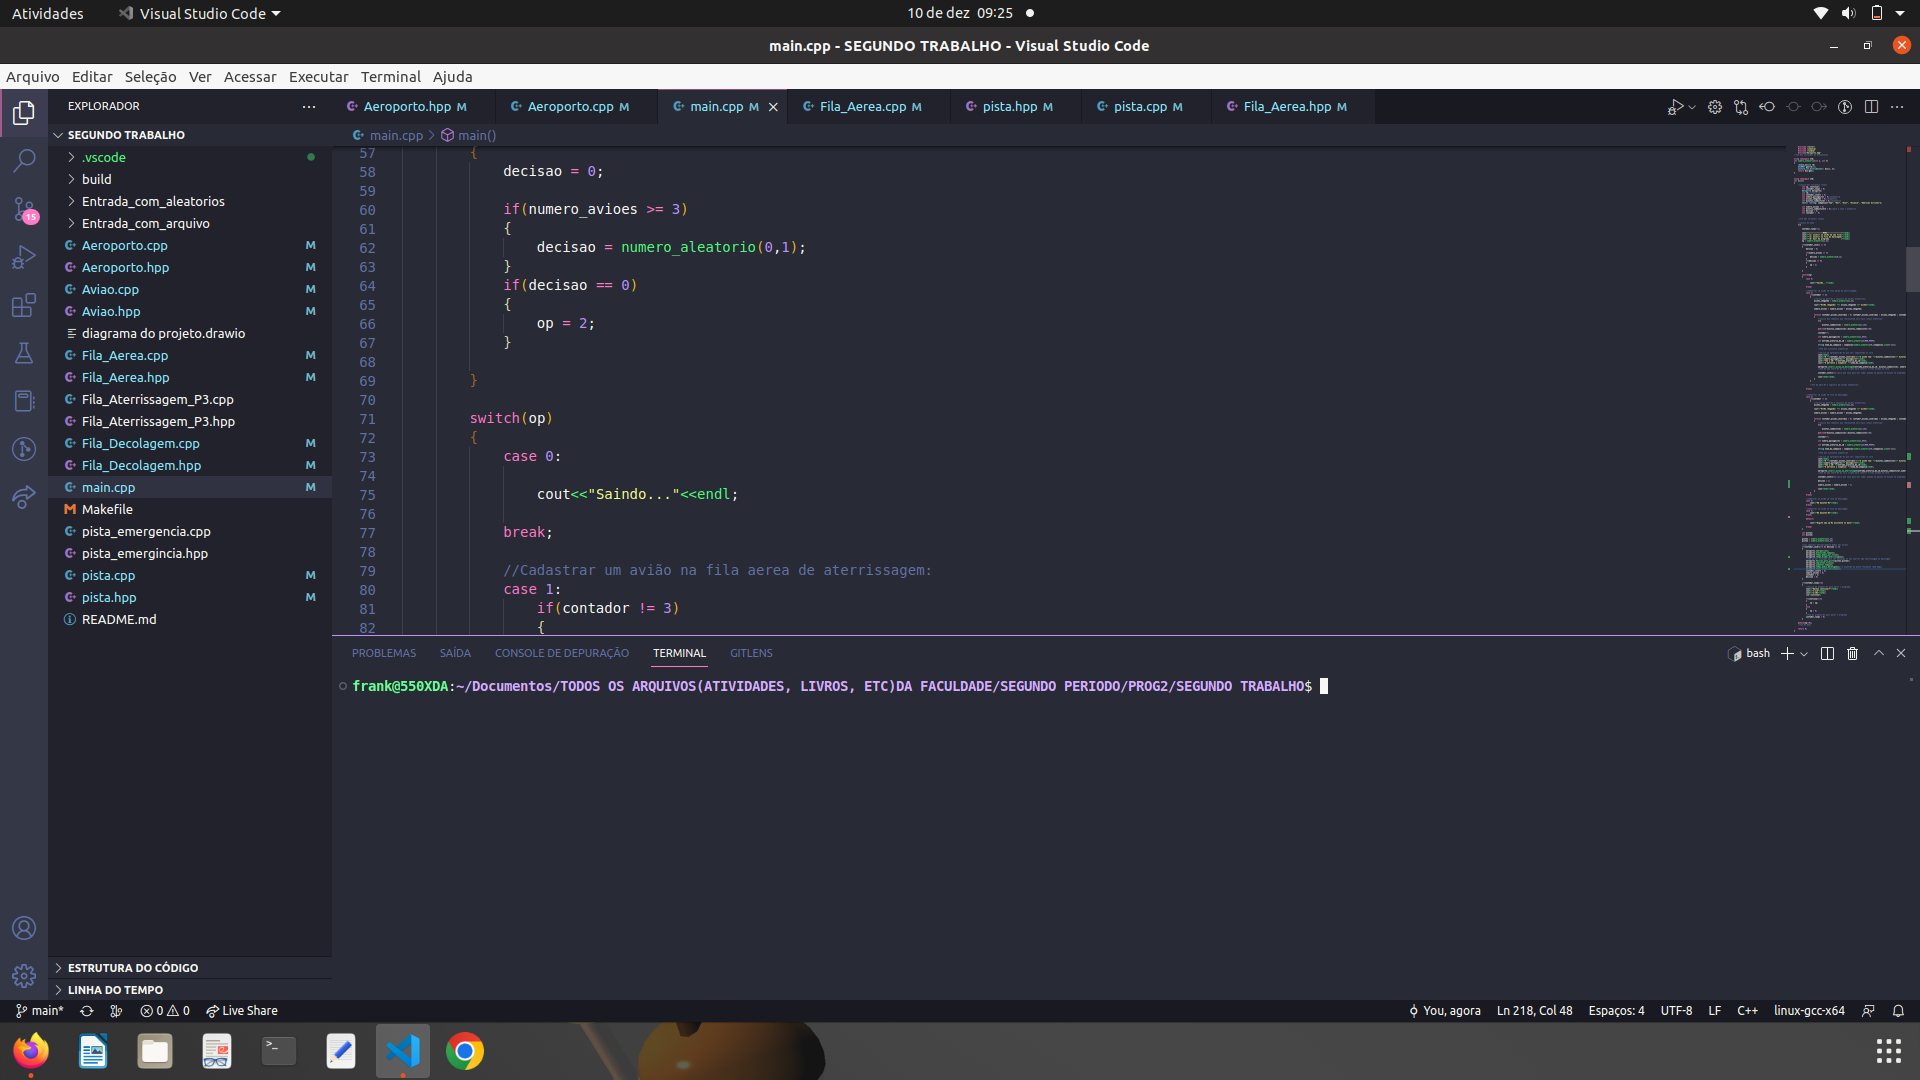 Atividades
Visual Studio Code
10 de dez 09:25
main.cpp - SEGUNDO TRABALHO - Visual Studio Code
Arquivo Editar Seleção Ver Acessar Executar Terminal Ajuda
EXPLORADOR
Aeroporto.hpp M
Aeroporto.cpp M
main.cpp M
Fila_Aerea.cpp M
pista.hpp M
pista.cpp M
Fila_Aerea.hpp M
main.cpp > main()
SEGUNDO TRABALHO
.vscode
build
Entrada_com_aleatorios
Entrada_com_arquivo
Aeroporto.cpp M
Aeroporto.hpp M
Aviao.cpp M
Aviao.hpp M
diagrama do projeto.drawio
Fila_Aerea.cpp M
Fila_Aerea.hpp M
Fila_Aterrissagem_P3.cpp
Fila_Aterrissagem_P3.hpp
Fila_Decolagem.cpp M
Fila_Decolagem.hpp M
main.cpp M
Makefile
pista_emergencia.cpp
pista_emergincia.hpp
pista.cpp M
pista.hpp M
README.md
15
ESTRUTURA DO CÓDIGO
LINHA DO TEMPO
57 {
58 decisao = 0;
59
60 if(numero_avioes >= 3)
61 {
62 decisao = numero_aleatorio(0,1);
63 }
64 if(decisao == 0)
65 {
66 op = 2;
67 }
68
69 }
70
71 switch(op)
72 {
73 case 0:
74
75 cout<<"Saindo..."<<endl;
76
77 break;
78
79 //Cadastrar um avião na fila aerea de aterrissagem:
80 case 1:
81 if(contador != 3)
82 {
PROBLEMAS SAÍDA CONSOLE DE DEPURAÇÃO TERMINAL GITLENS
bash
frank@550XDA:~/Documentos/TODOS OS ARQUIVOS(ATIVIDADES, LIVROS, ETC)DA FACULDADE/SEGUNDO PERIODO/PROG2/SEGUNDO TRABALHO$
main* 0 0 Live Share
You, agora Ln 218, Col 48 Espaços: 4 UTF-8 LF C++ linux-gcc-x64